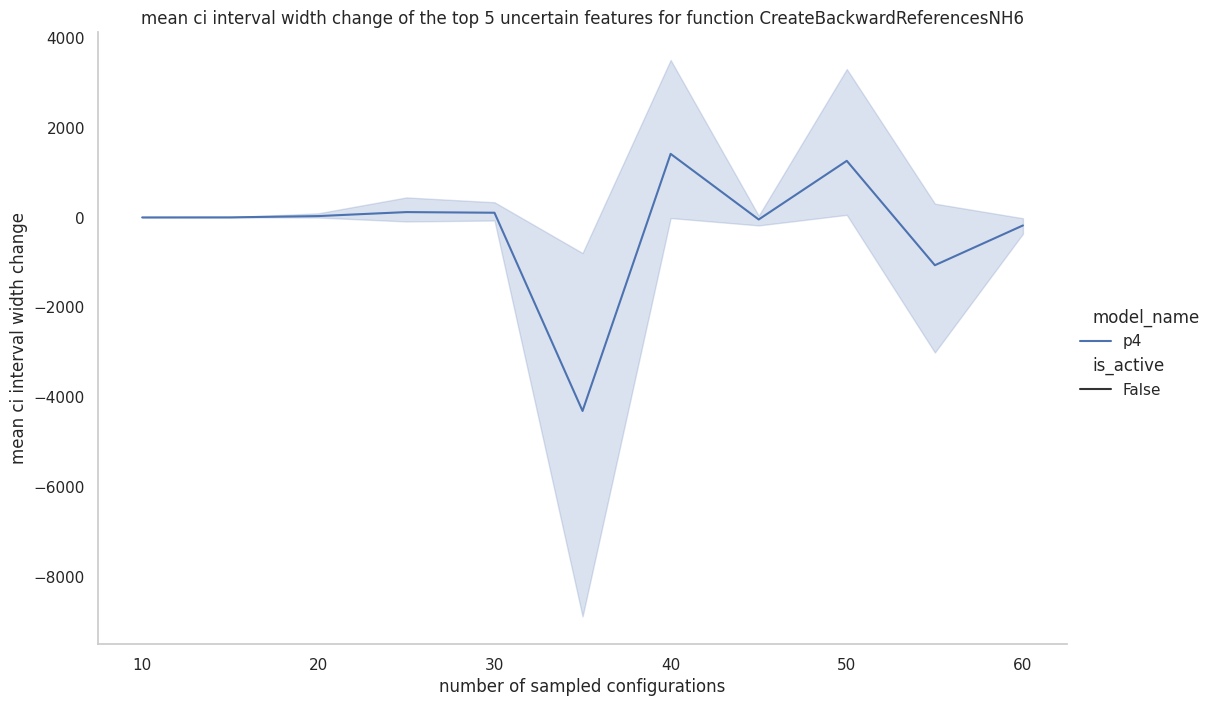 mean ci interval width change of the top 5 uncertain features for function CreateBackwardReferencesNH6
mean ci interval width change
4000
2000
0
−2000
−4000
−6000
−8000
10 20 30 40 50 60
number of sampled configurations
model_name
p4
is_active
False